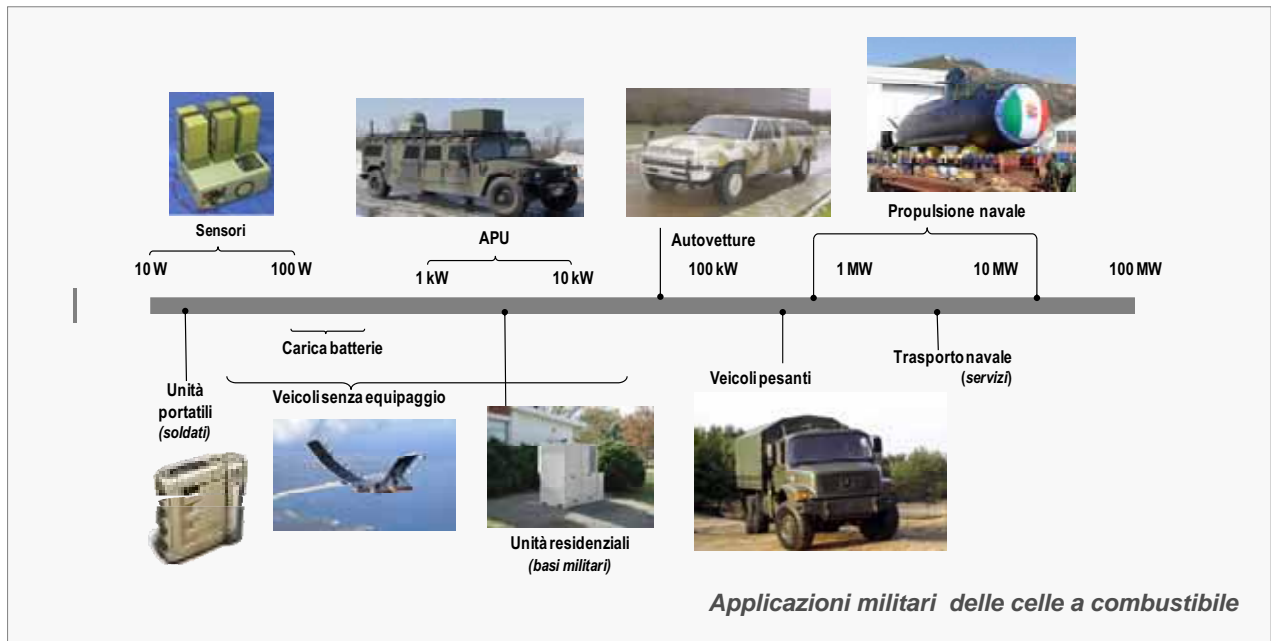 Sensori
APU
Autovetture
Propulsione navale
10 W
100 W
1 kW
10 kW
100 kW
1 MW
10 MW
100 MW
Carica batterie
Unità
portatili
(soldati)
Veicoli senza equipaggio
Unità residenziali
(basi militari)
Veicoli pesanti
Trasporto navale
(servizi)
Applicazioni militari delle celle a combustibile